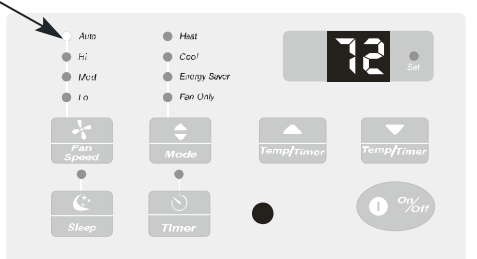 Auto
Hi
Med
Lo
Heat
Cool
Energy Saver
Fan Only
72
Set
Fan
Speed
Mode
Temp/Timer
Temp/Timer
Sleep
Timer
On/Off